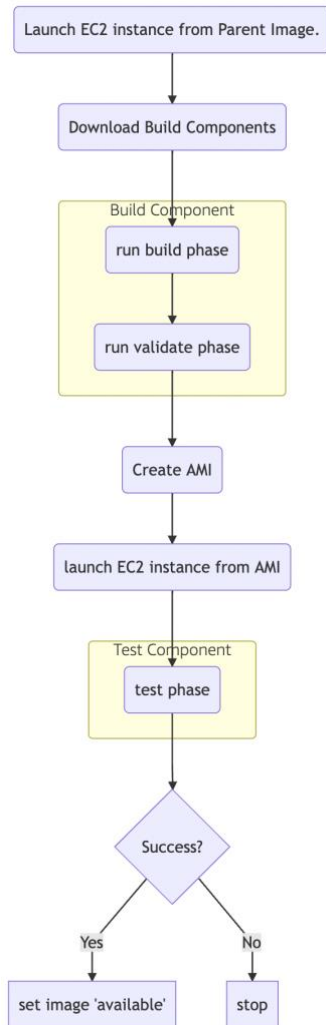 Launch EC2 instance from Parent Image.
Download Build Components
Build Component
run build phase
run validate phase
Create AMI
launch EC2 instance from AMI
Test Component
test phase
Success?
Yes
No
set image 'available'
stop